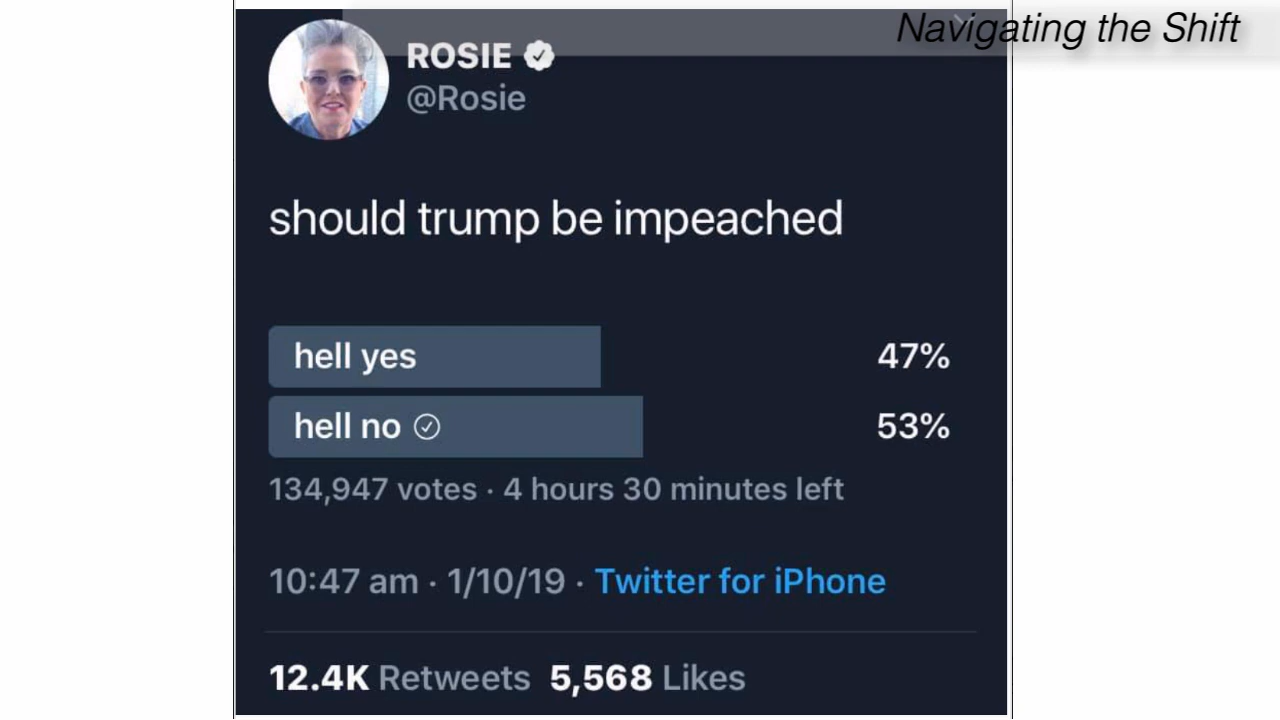 Navigating the Shift
ROSIE
@Rosie
should trump be impeached
hell yes 47%
hell no 53%
134,947 votes · 4 hours 30 minutes left
10:47 am · 1/10/19 · Twitter for iPhone
12.4K Retweets 5,568 Likes